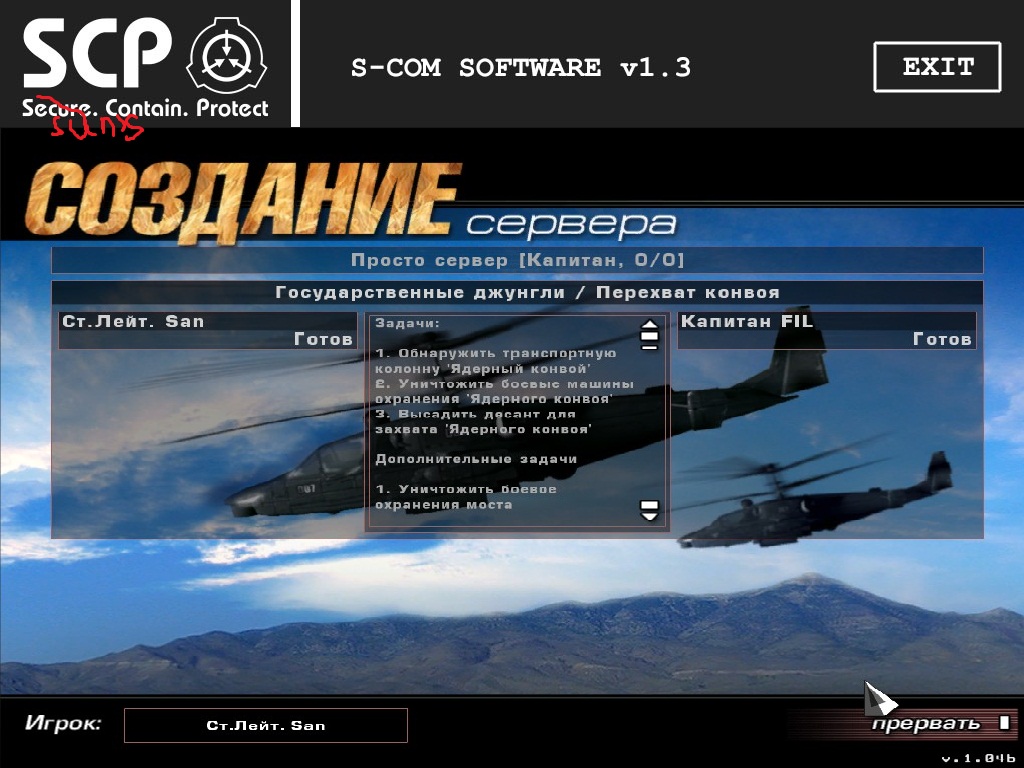 SCP
Secure. Contain. Protect
S-COM SOFTWARE v1.3
EXIT
СОЗДАНИЕ
сервера
Просто сервер [Капитан, 0/0]
Государственные джунгли / Перехват конвоя
Ст.Лейт. San
Готов
Задачи:
1. Обнаружить транспортную
колонну 'Ядерный конвой'
2. Уничтожить боевые машины
охранения 'Ядерного конвоя'
3. Высадить десант для
захвата 'Ядерного конвоя'
Дополнительные задачи
1. Уничтожить боевое
охранения моста
Капитан FIL
Готов
Игрок:
Ст.Лейт. San
прервать
v.1.04b